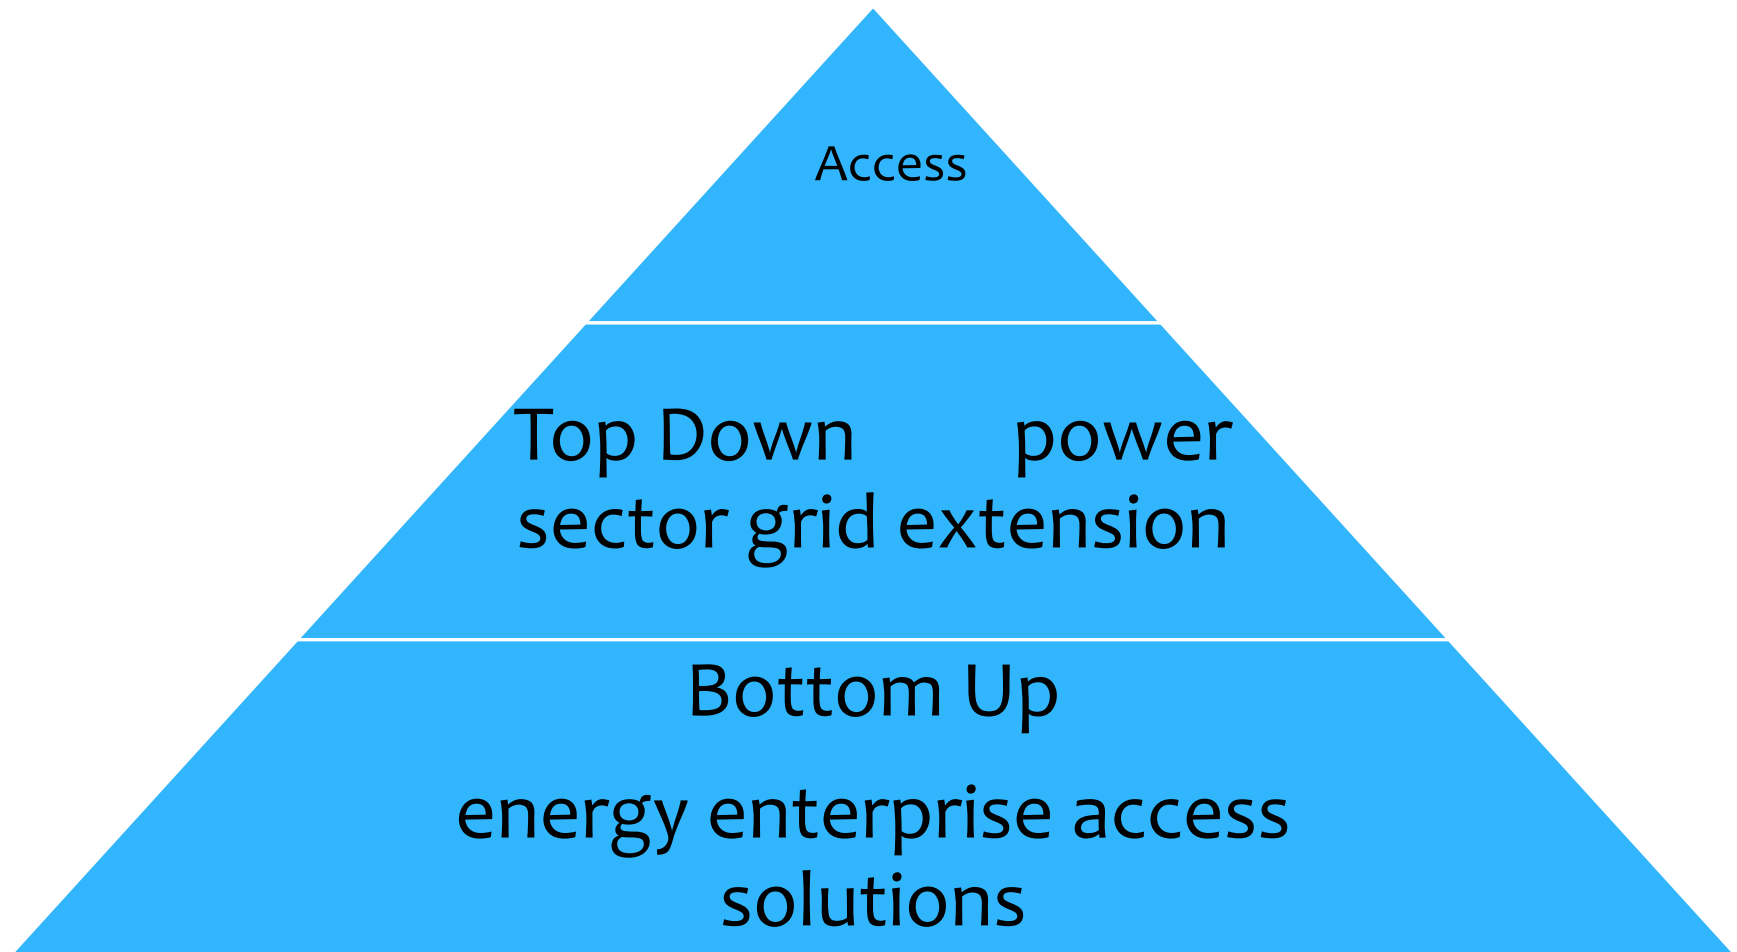 Access
Top Down power
sector grid extension
Bottom Up
energy enterprise access
solutions